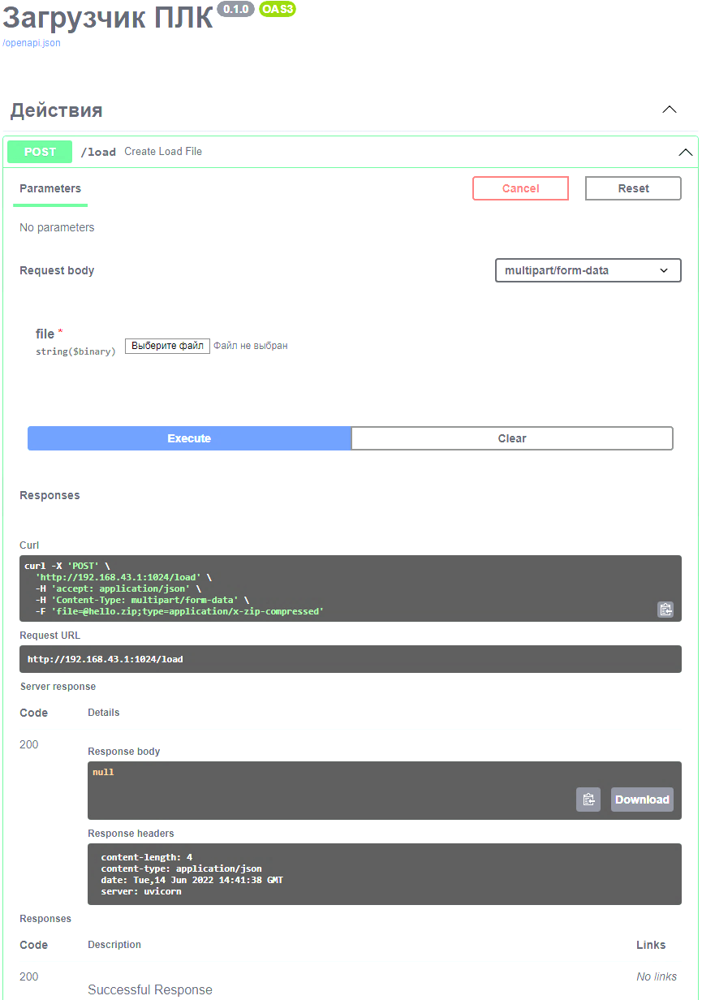 Загрузчик ПЛК 0.1.0 OAS3
/openapi.json
Действия
POST /load Create Load File
Parameters Cancel Reset
No parameters
Request body multipart/form-data
file *
string($binary) Выберите файл Файл не выбран
Execute Clear
Responses
Curl
curl -X 'POST' \
'http://192.168.43.1:1024/load' \
-H 'accept: application/json' \
-H 'Content-Type: multipart/form-data' \
-F 'file=@hello.zip;type=application/x-zip-compressed'
Request URL
http://192.168.43.1:1024/load
Server response
Code Details
200
Response body
null
Download
Response headers
content-length: 4
content-type: application/json
date: Tue,14 Jun 2022 14:41:38 GMT
server: uvicorn
Responses
Code Description Links
200 No links
Successful Response